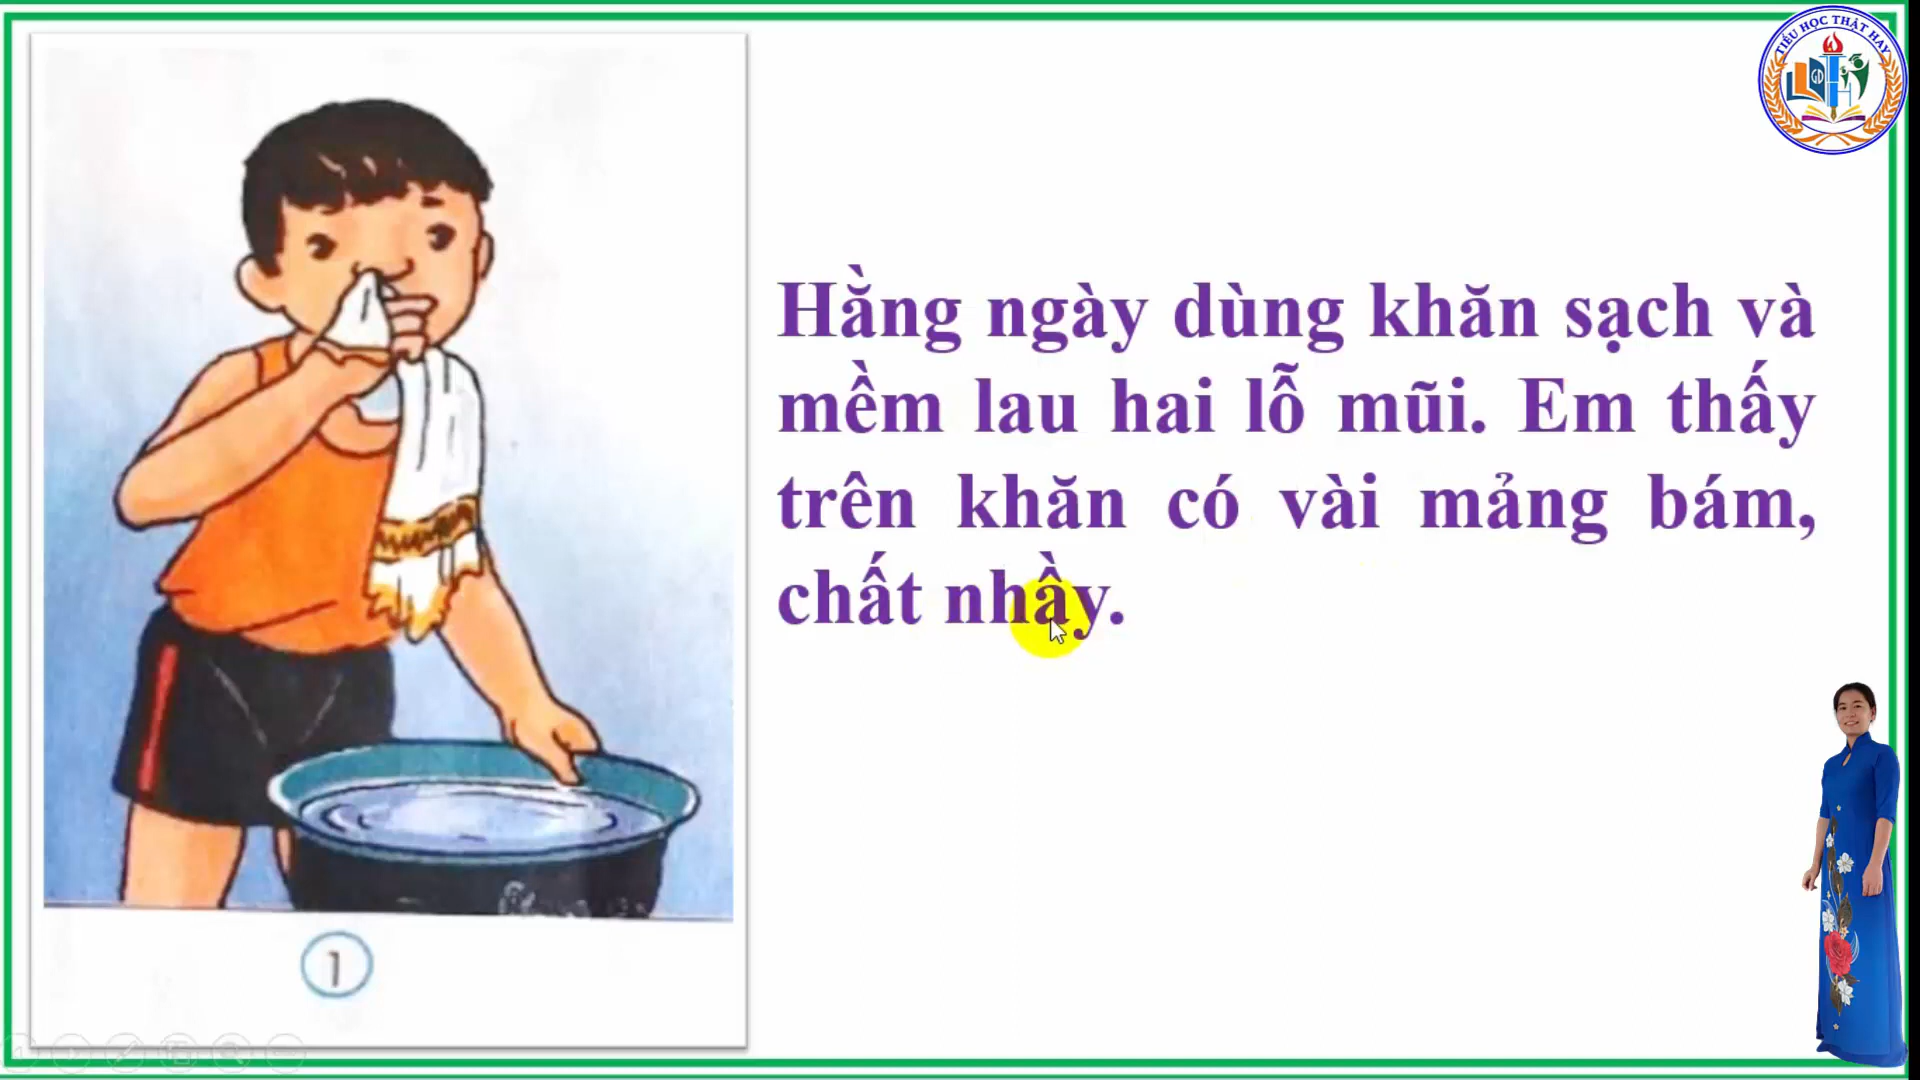 TIỂU HỌC THẬT HAY
GD
H
Hằng ngày dùng khăn sạch và
mềm lau hai lỗ mũi. Em thấy
trên khăn có vài mảng bám,
chất nhầy.
1